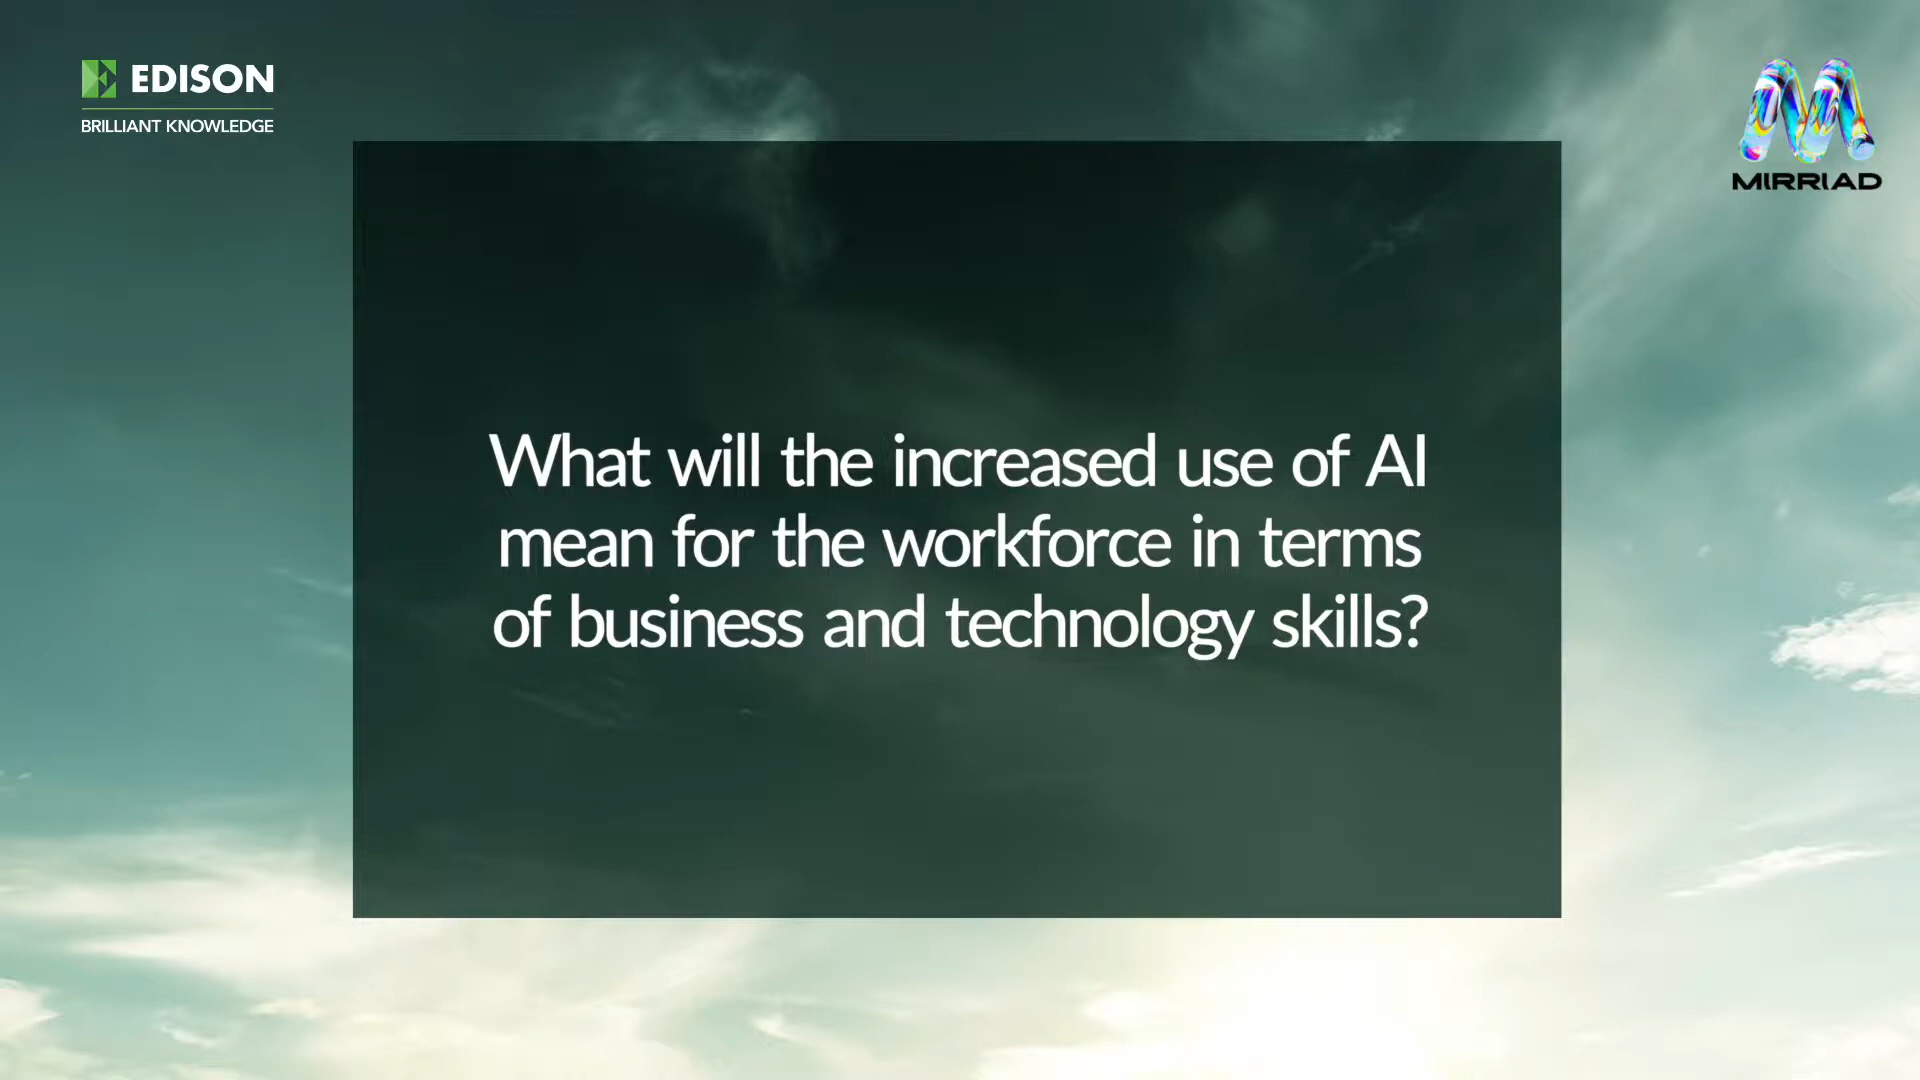 EDISON
BRILLIANT KNOWLEDGE
MIRRIAD
What will the increased use of AI
mean for the workforce in terms
of business and technology skills?